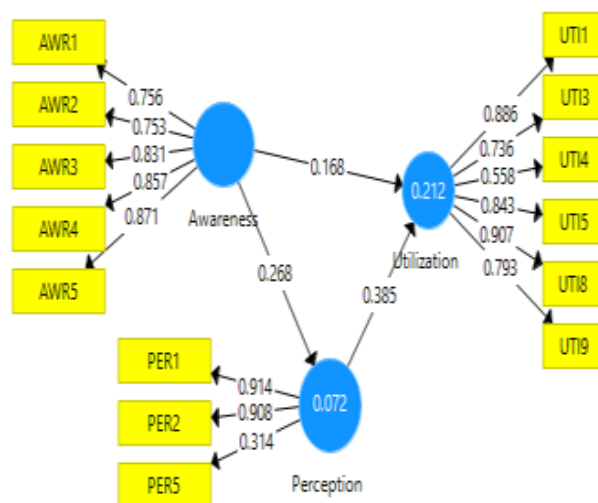 AWR1
AWR2
AWR3
AWR4
AWR5
0.756
0.753
0.831
0.857
0.871
Awareness
0.168
0.268
0.385
UTI1
UTI3
UTI4
UTI5
UTI8
UTI9
0.886
0.736
0.558
0.843
0.907
0.793
0.212
Utilization
PER1
PER2
PER5
0.914
0.908
0.314
0.072
Perception